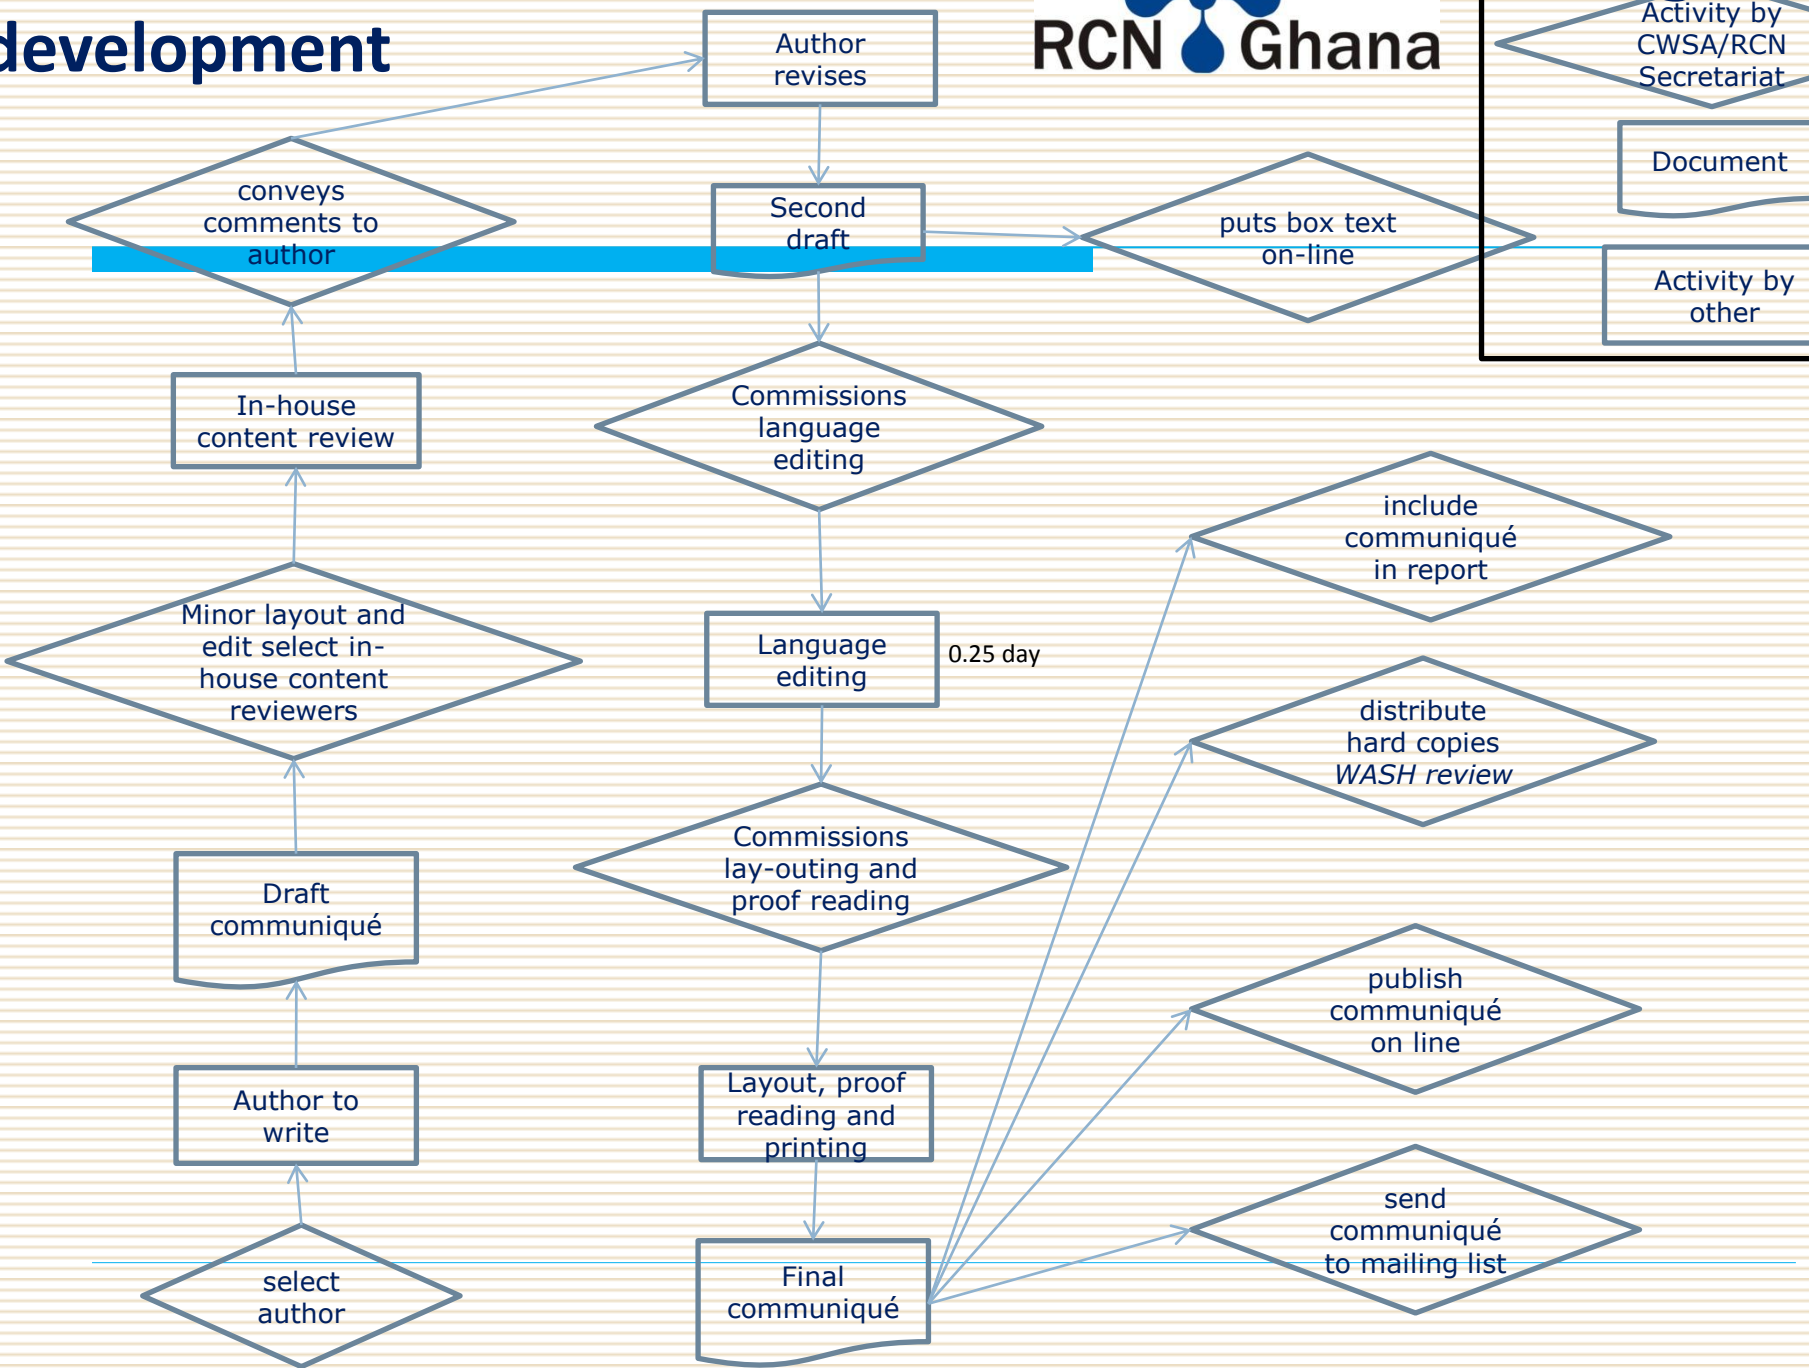 development
RCN Ghana
Activity by
CWSA/RCN
Secretariat
Document
Activity by
other
Author
revises
conveys
comments to
author
Second
draft
puts box text
on-line
In-house
content review
Commissions
language
editing
include
communiqué
in report
Minor layout and
edit select in-
house content
reviewers
Language
editing
0.25 day
distribute
hard copies
WASH review
Draft
communiqué
Commissions
lay-outing and
proof reading
publish
communiqué
on line
Author to
write
Layout, proof
reading and
printing
send
communiqué
to mailing list
select
author
Final
communiqué